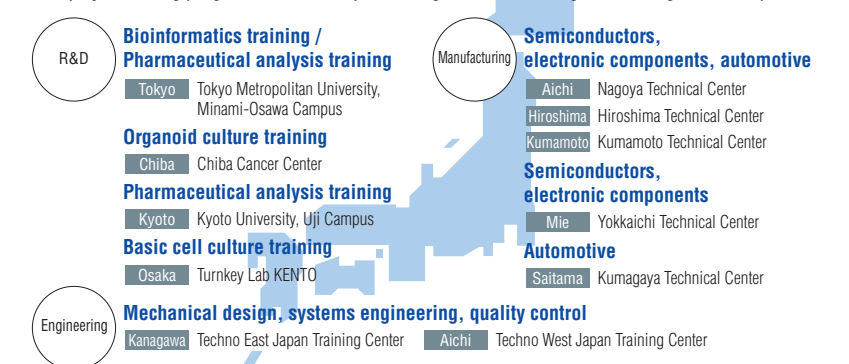 R&D
Bioinformatics training /
Pharmaceutical analysis training
Tokyo Tokyo Metropolitan University,
Minami-Osawa Campus
Organoid culture training
Chiba Chiba Cancer Center
Pharmaceutical analysis training
Kyoto Kyoto University, Uji Campus
Basic cell culture training
Osaka Turnkey Lab KENTO
Manufacturing
Semiconductors,
electronic components, automotive
Aichi Nagoya Technical Center
Hiroshima Hiroshima Technical Center
Kumamoto Kumamoto Technical Center
Semiconductors,
electronic components
Mie Yokkaichi Technical Center
Automotive
Saitama Kumagaya Technical Center
Engineering
Mechanical design, systems engineering, quality control
Kanagawa Techno East Japan Training Center Aichi Techno West Japan Training Center